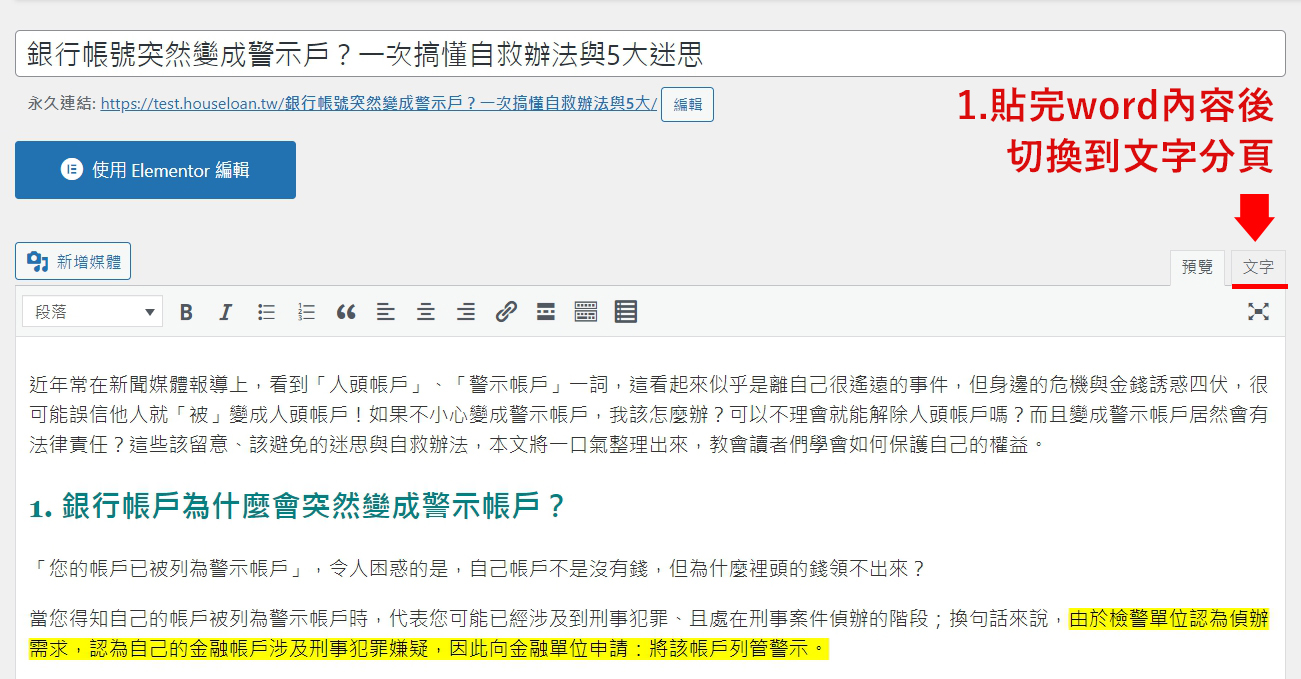 銀行帳號突然變成警示戶？一次搞懂自救辦法與5大迷思
永久連結: https://test.houseloan.tw/銀行帳號突然變成警示戶？一次搞懂自救辦法與5大/ 編輯
1.貼完word內容後
切換到文字分頁
使用 Elementor 編輯
新增媒體
預覽 文字
段落
近年常在新聞媒體報導上，看到「人頭帳戶」、「警示帳戶」一詞，這看起來似乎是離自己很遙遠的事件，但身邊的危機與金錢誘惑四伏，很
可能誤信他人就「被」變成人頭帳戶！如果不小心變成警示帳戶，我該怎麼辦？可以不理會就能解除人頭帳戶嗎？而且變成警示帳戶居然會有
法律責任？這些該留意、該避免的迷思與自救辦法，本文將一口氣整理出來，教會讀者們學會如何保護自己的權益。
1. 銀行帳戶為什麼會突然變成警示帳戶？
「您的帳戶已被列為警示帳戶」，令人困惑的是，自己帳戶不是沒有錢，但為什麼裡頭的錢領不出來？
當您得知自己的帳戶被列為警示帳戶時，代表您可能已經涉及到刑事犯罪、且處在刑事案件偵辦的階段；換句話來說，由於檢警單位認為偵辦
需求，認為自己的金融帳戶涉及刑事犯罪嫌疑，因此向金融單位申請：將該帳戶列管警示。